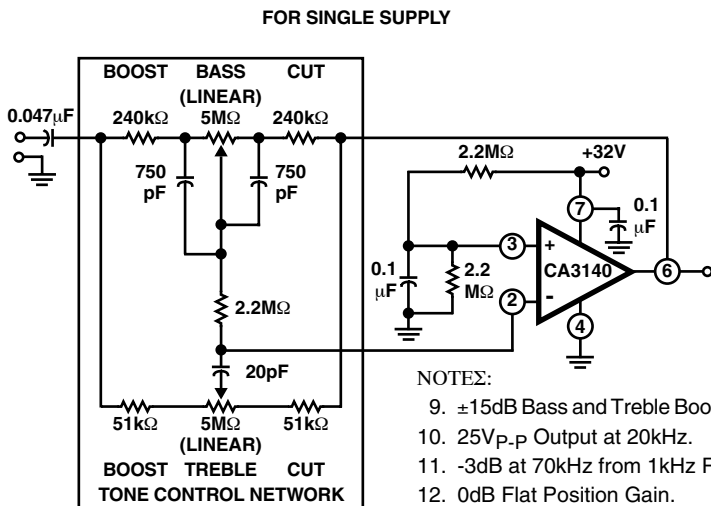 FOR SINGLE SUPPLY
BOOST BASS CUT
(LINEAR)
0.047μF
240kΩ 5MΩ 240kΩ
750 pF
750 pF
2.2MΩ
+32V
7
0.1 μF
3
+
CA3140
6
0.1 μF
2.2 MΩ
2
-
4
2.2MΩ
20pF
51kΩ 5MΩ 51kΩ
(LINEAR)
BOOST TREBLE CUT
TONE CONTROL NETWORK
NOTES:
9. ±15dB Bass and Treble Boo
10. 25VP-P Output at 20kHz.
11. -3dB at 70kHz from 1kHz F
12. 0dB Flat Position Gain.